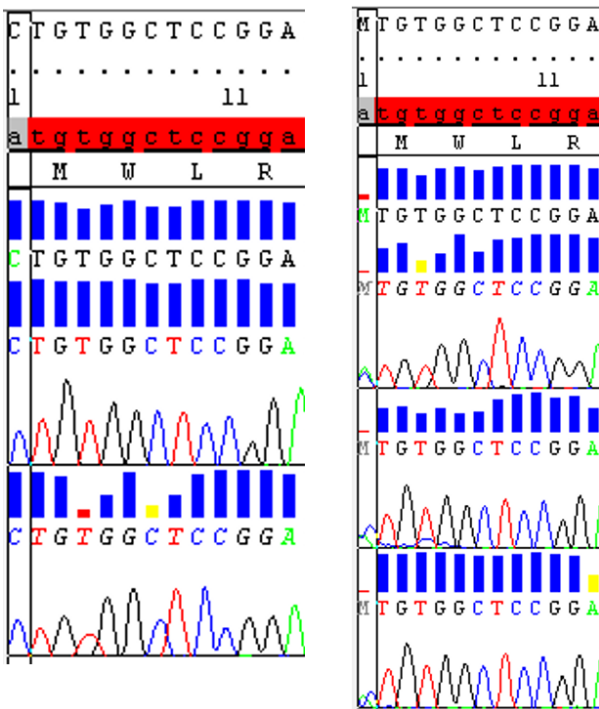 CTGTGGCTCCGGA
. . . . . . . . . . . . .
1 11
atgtggctccgga
M W L R
CTGTGGCTCCGGA
CTGTGGCTCCGGA
CTGTGGCTCCGGA
MTGTGGCTCCGGA
. . . . . . . . . . . . .
1 11
atgtggctccgga
M W L R
MTGTGGCTCCGGA
MTGTGGCTCCGGA
MTGTGGCTCCGGA
MTGTGGCTCCGGA